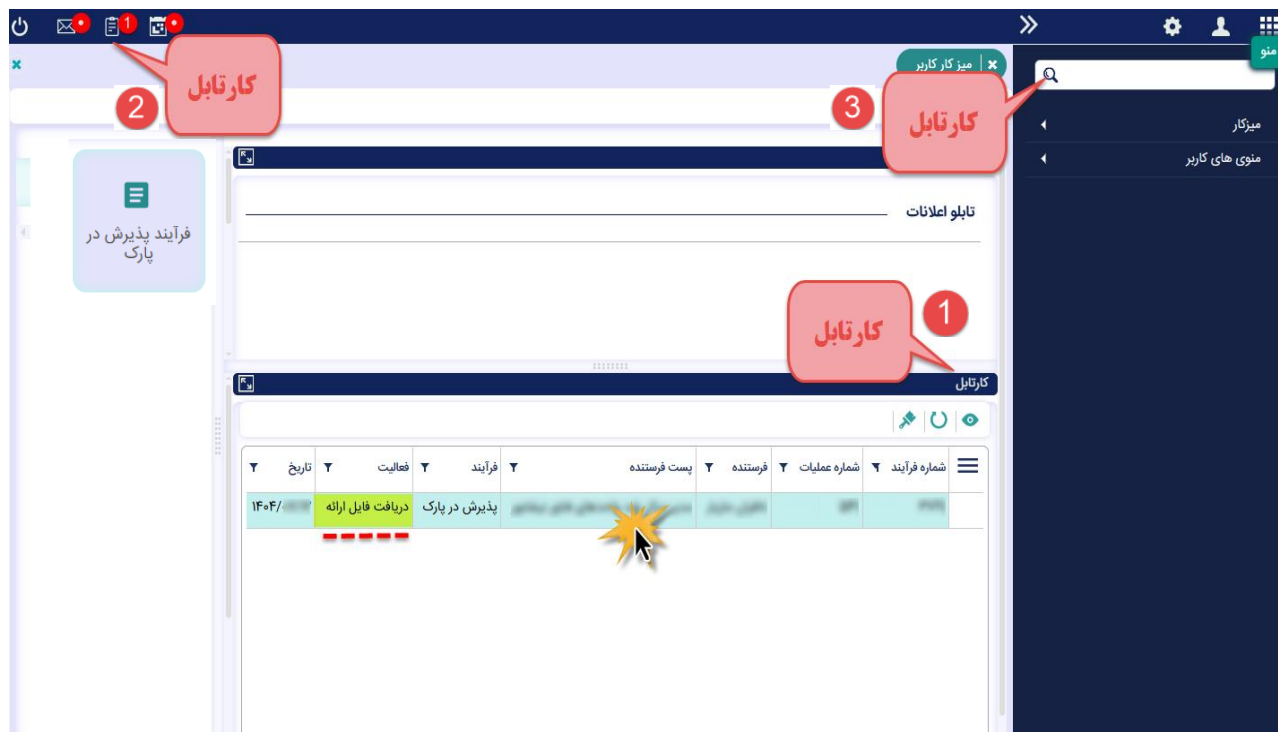 1
منو
میز کار کاربر
کارتابل
2
کارتابل
3
میزکار
منوی های کاربر
تابلو اعلانات
فرآیند پذیرش در
پارک
کارتابل
1
کارتابل
شماره فرآیند شماره عملیات فرستنده پست فرستنده فرآیند فعالیت تاریخ
پذیرش در پارک دریافت فایل ارائه ۱۴۰۴/